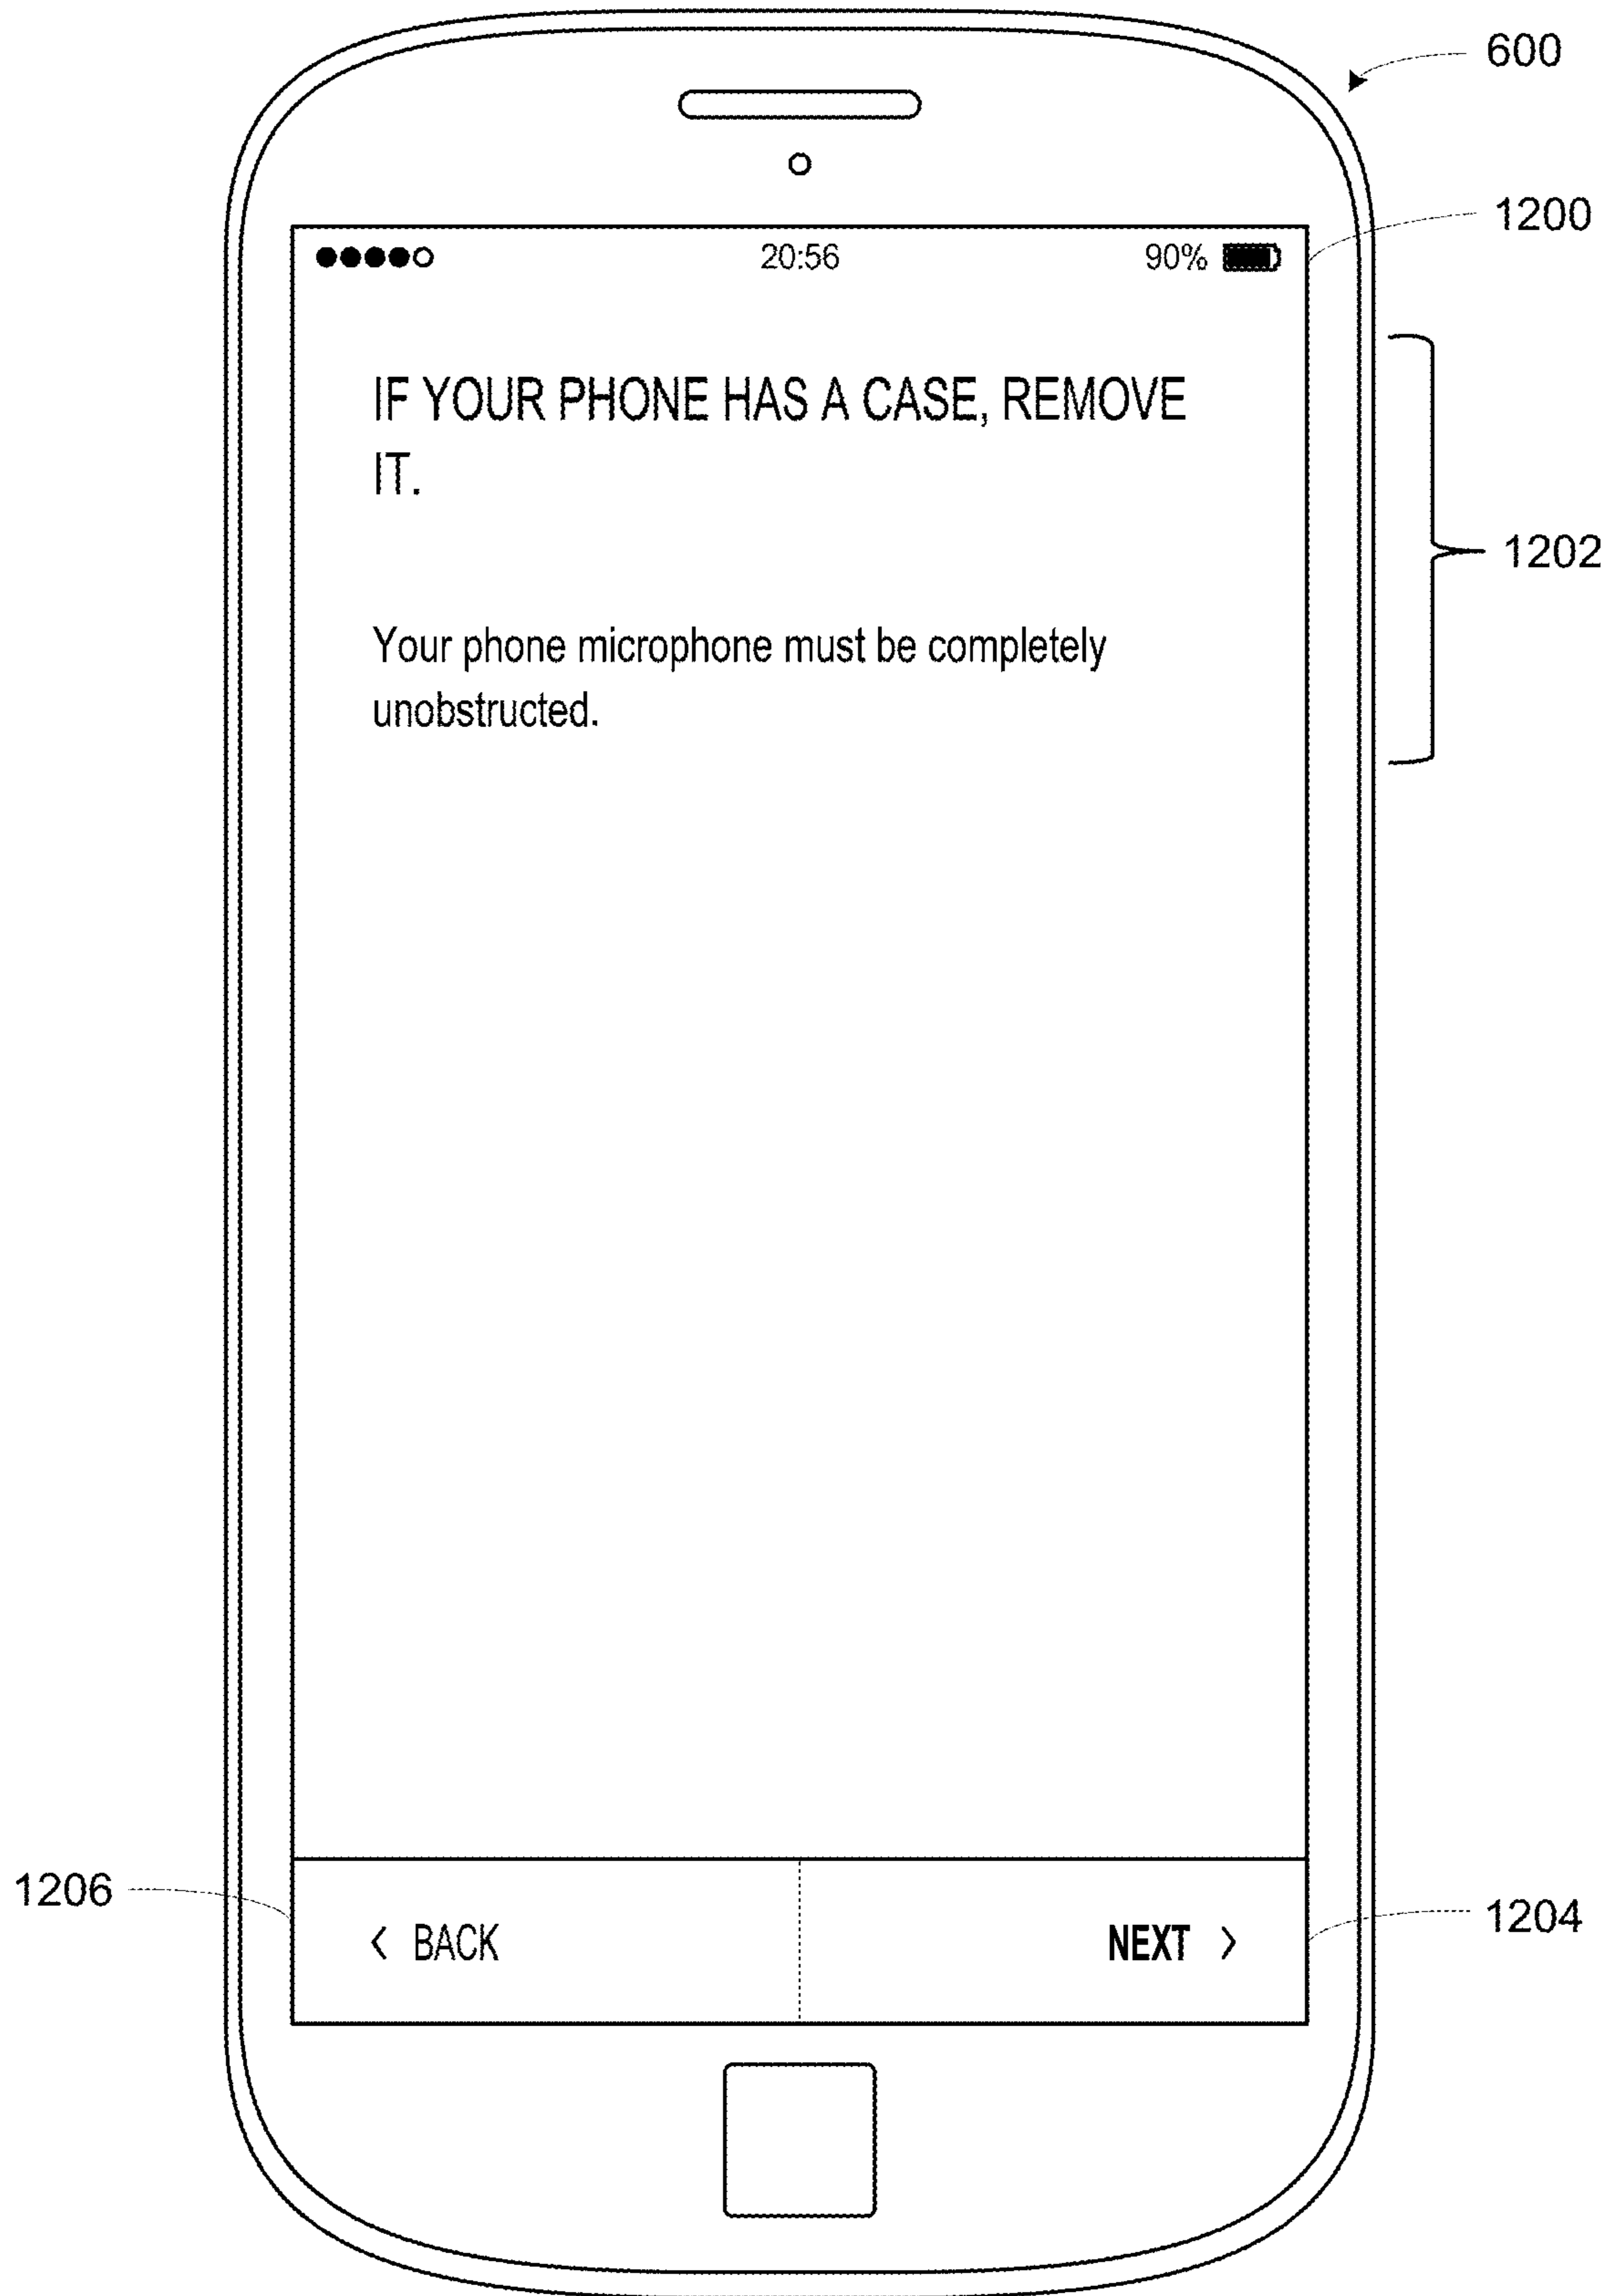 600
1200
20:56 90%
IF YOUR PHONE HAS A CASE, REMOVE
IT.
1202
Your phone microphone must be completely
unobstructed.
1206
1204
< BACK NEXT >